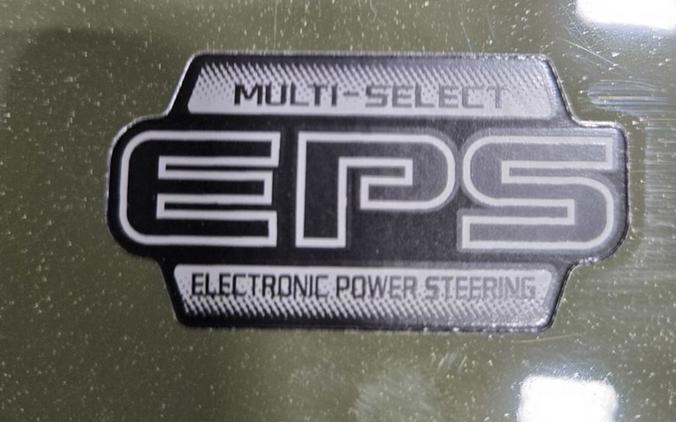 MULTI-SELECT
EPS
ELECTRONIC POWER STEERING